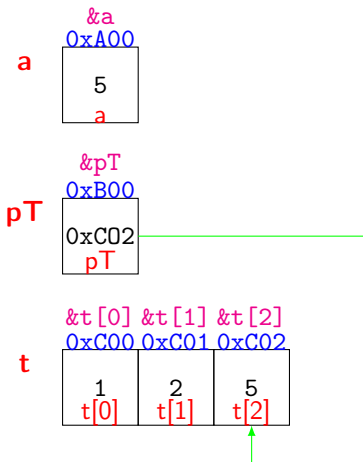 &a
0xA00
a
5
a
&pT
0xB00
pT
0xC02
pT
&t[0] &t[1] &t[2]
0xC00 0xC01 0xC02
t
1 2 5
t[0] t[1] t[2]